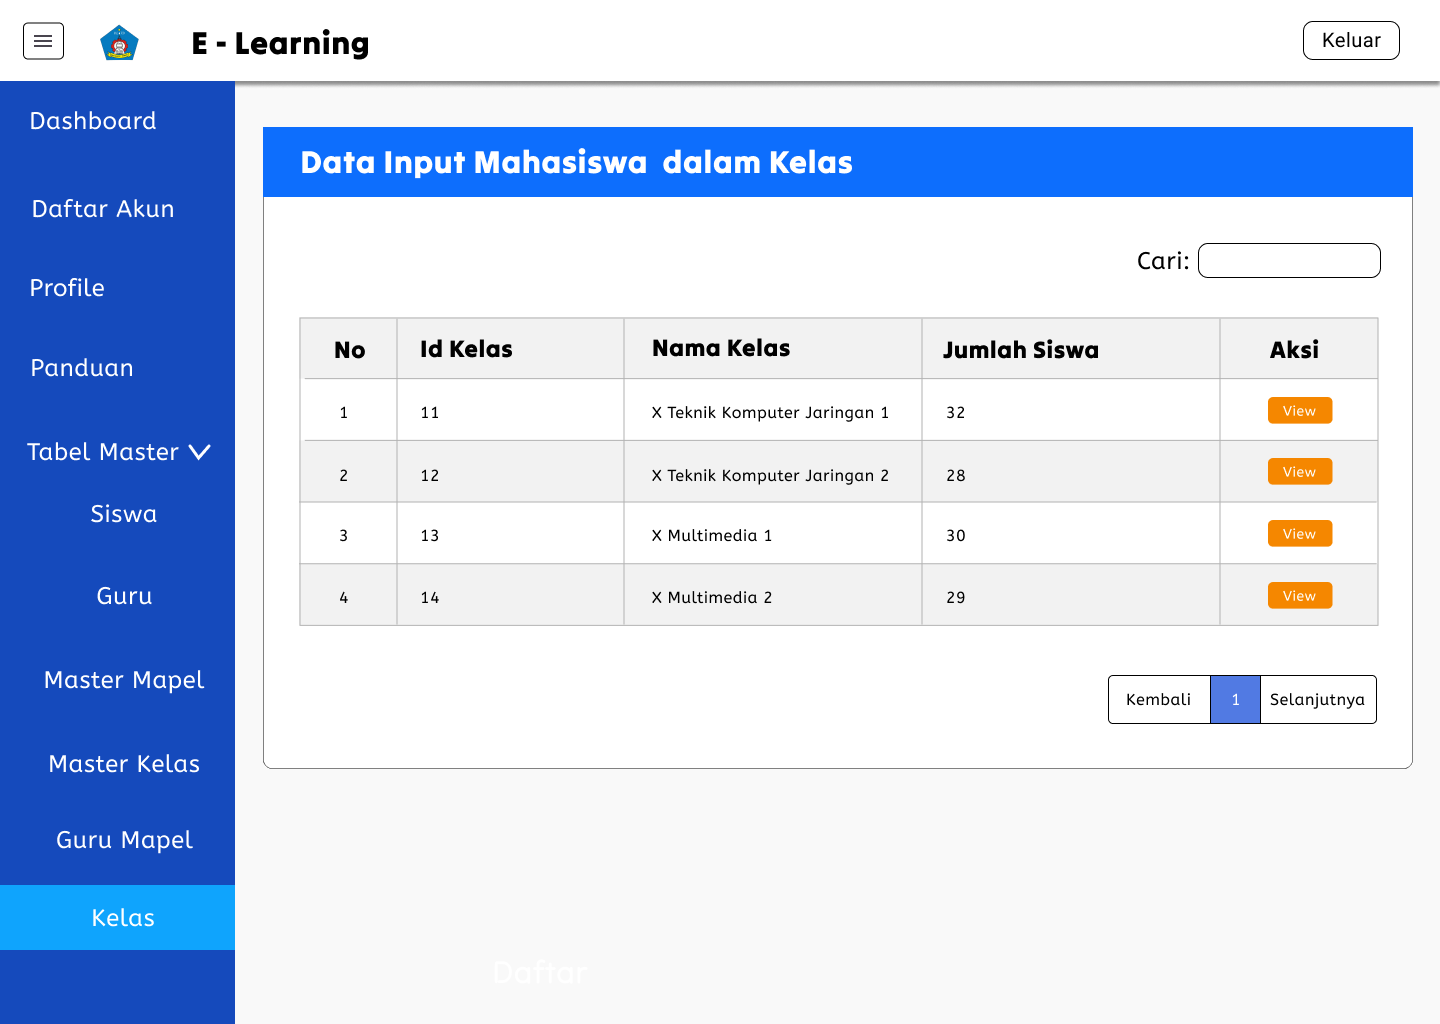 E - Learning
Keluar
Dashboard
Daftar Akun
Profile
Panduan
Tabel Master
Siswa
Guru
Master Mapel
Master Kelas
Guru Mapel
Kelas
Data Input Mahasiswa dalam Kelas
Cari:
No Id Kelas Nama Kelas Jumlah Siswa Aksi
1 11 X Teknik Komputer Jaringan 1 32 View
2 12 X Teknik Komputer Jaringan 2 28 View
3 13 X Multimedia 1 30 View
4 14 X Multimedia 2 29 View
Kembali 1 Selanjutnya
Daftar